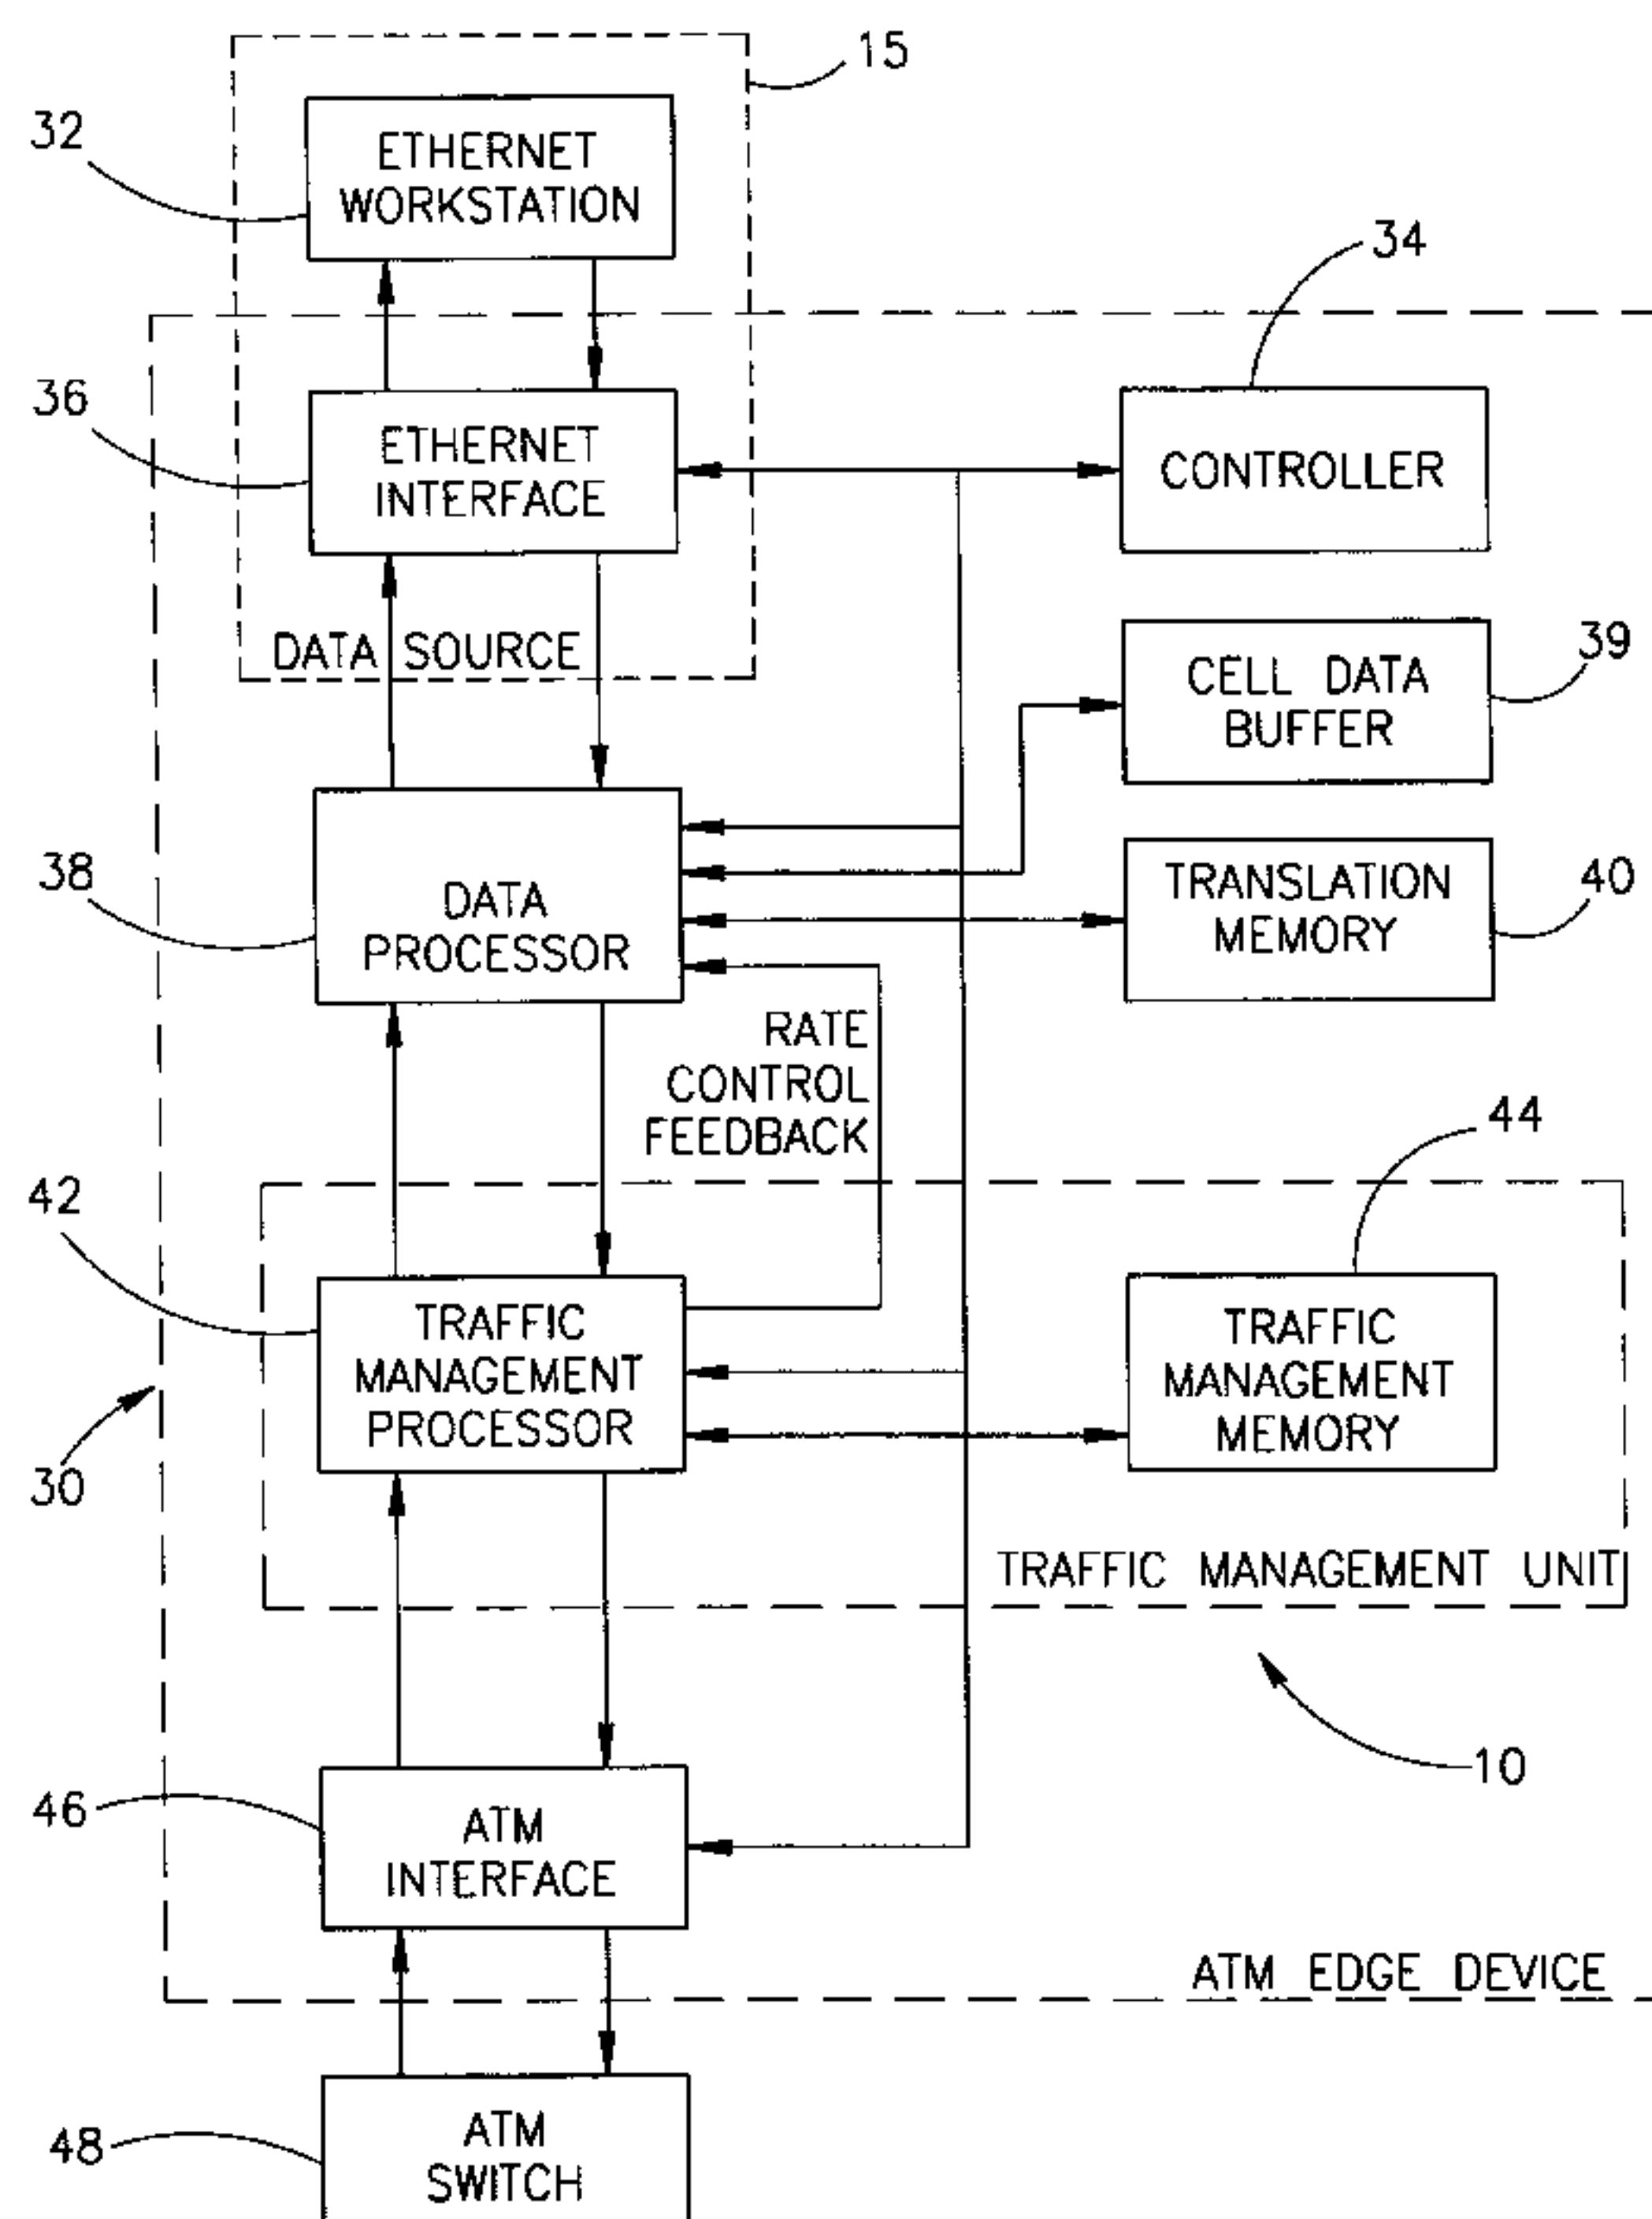 15
32
ETHERNET
WORKSTATION
34
36
ETHERNET
INTERFACE
CONTROLLER
DATA SOURCE
39
CELL DATA
BUFFER
38
DATA
PROCESSOR
TRANSLATION
MEMORY
40
RATE
CONTROL
FEEDBACK
44
42
TRAFFIC
MANAGEMENT
PROCESSOR
TRAFFIC
MANAGEMENT
MEMORY
30
TRAFFIC MANAGEMENT UNIT
10
46
ATM
INTERFACE
ATM EDGE DEVICE
48
ATM
SWITCH